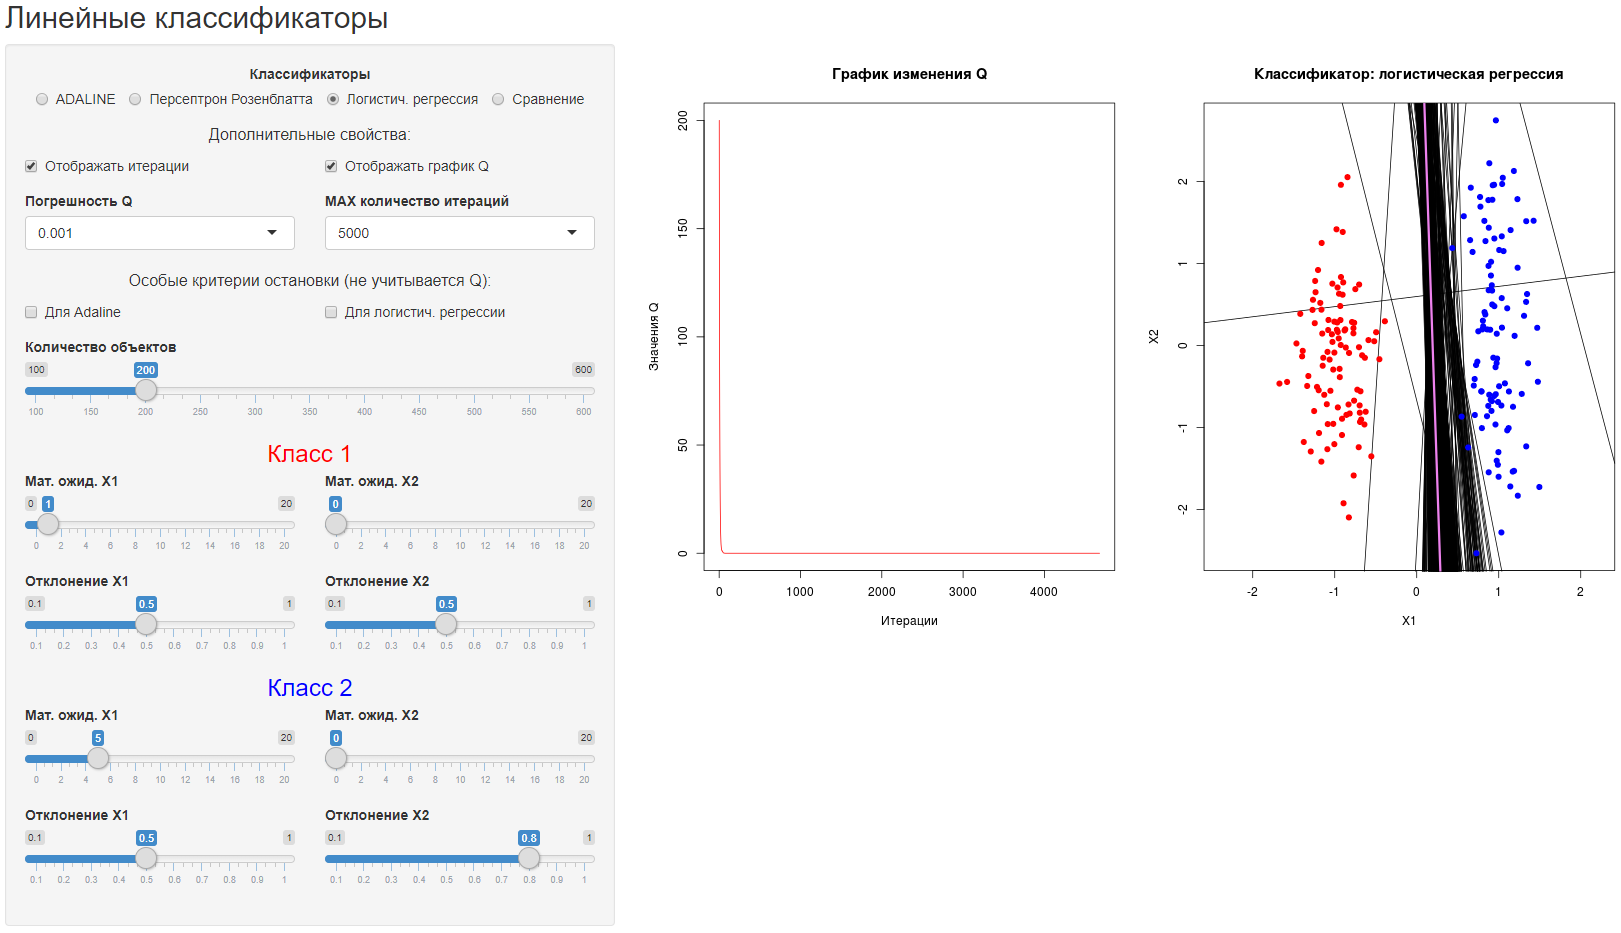 Линейные классификаторы
Классификаторы
ADALINE Персептрон Розенблатта Логистич. регрессия Сравнение
Дополнительные свойства:
Отображать итерации Отображать график Q
Погрешность Q MAX количество итераций
0.001 5000
Особые критерии остановки (не учитывается Q):
Для Adaline Для логистич. регрессии
Количество объектов
100 200 600
100 150 200 250 300 350 400 450 500 550 600
Класс 1
Мат. ожид. X1 Мат. ожид. X2
0 1 20 0 20
0 2 4 6 8 10 12 14 16 18 20 0 2 4 6 8 10 12 14 16 18 20
Отклонение X1 Отклонение X2
0.1 0.5 1 0.1 0.5 1
0.1 0.2 0.3 0.4 0.5 0.6 0.7 0.8 0.9 1 0.1 0.2 0.3 0.4 0.5 0.6 0.7 0.8 0.9 1
Класс 2
Мат. ожид. X1 Мат. ожид. X2
0 5 20 0 20
0 2 4 6 8 10 12 14 16 18 20 0 2 4 6 8 10 12 14 16 18 20
Отклонение X1 Отклонение X2
0.1 0.5 1 0.1 0.8 1
0.1 0.2 0.3 0.4 0.5 0.6 0.7 0.8 0.9 1 0.1 0.2 0.3 0.4 0.5 0.6 0.7 0.8 0.9 1
График изменения Q
Значения Q
200
150
100
50
0
0 1000 2000 3000 4000
Итерации
Классификатор: логистическая регрессия
X2
2
1
0
-1
-2
-2 -1 0 1 2
X1